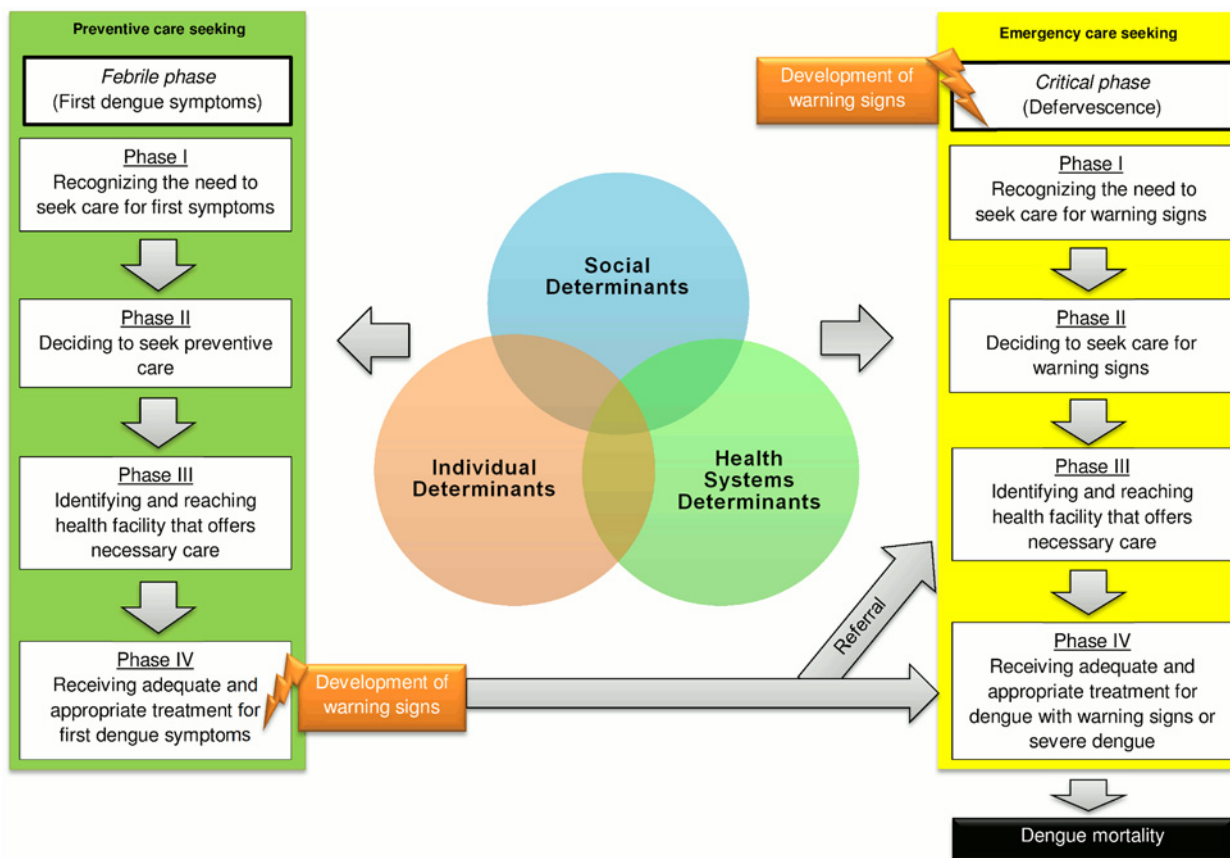 Preventive care seeking
Febrile phase
(First dengue symptoms)
Phase I
Recognizing the need to
seek care for first symptoms
Phase II
Deciding to seek preventive
care
Phase III
Identifying and reaching
health facility that offers
necessary care
Phase IV
Receiving adequate and
appropriate treatment for
first dengue symptoms
Development of
warning signs
Social
Determinants
Individual
Determinants
Health
Systems
Determinants
Referral
Development of
warning signs
Emergency care seeking
Critical phase
(Defervescence)
Phase I
Recognizing the need to
seek care for warning signs
Phase II
Deciding to seek care for
warning signs
Phase III
Identifying and reaching
health facility that offers
necessary care
Phase IV
Receiving adequate and
appropriate treatment for
dengue with warning signs or
severe dengue
Dengue mortality